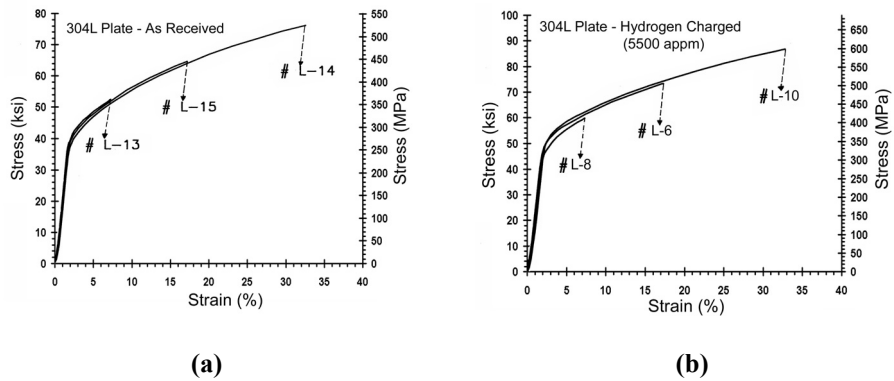 304L Plate - As Received
Stress (ksi)
80
70
60
50
40
30
20
10
0
# L-14
# L-15
# L-13
550
500
450
400
350
300
250
200
150
100
50
0
Stress (MPa)
0 5 10 15 20 25 30 35 40
Strain (%)
(a)
304L Plate - Hydrogen Charged
(5500 appm)
Stress (ksi)
100
90
80
70
60
50
40
30
20
10
0
# L-10
# L-6
# L-8
600
550
500
450
400
350
300
250
200
150
100
50
0
Stress (MPa)
0 5 10 15 20 25 30 35 40
Strain (%)
(b)